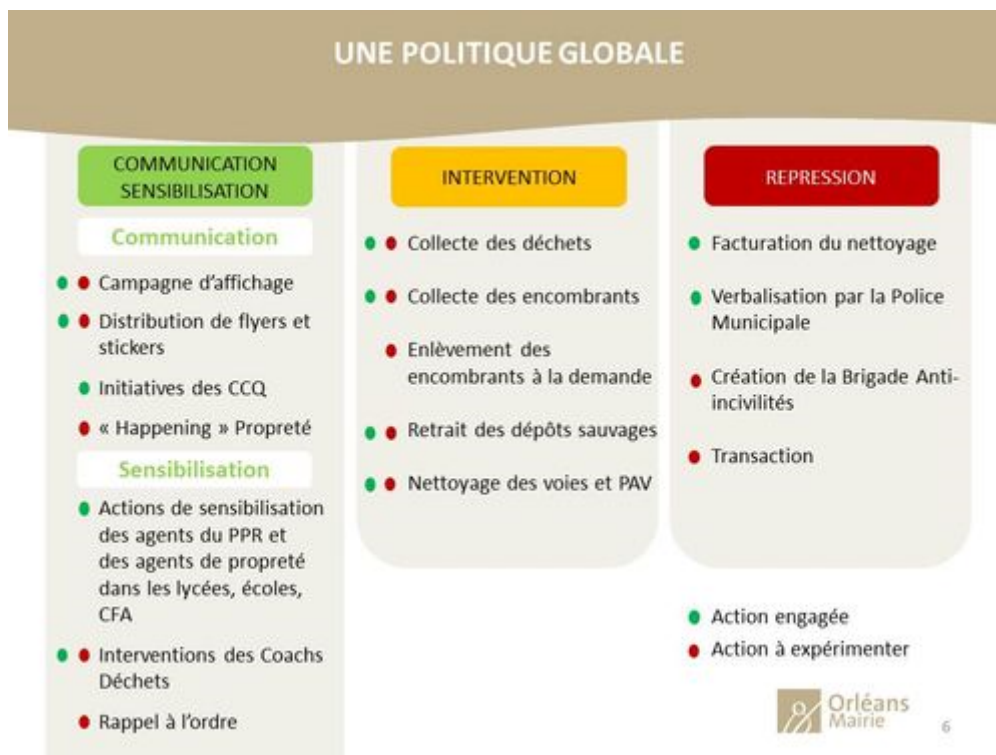 UNE POLITIQUE GLOBALE
COMMUNICATION
SENSIBILISATION
Communication
Campagne d'affichage
Distribution de flyers et
stickers
Initiatives des CCQ
« Happening » Propreté
Sensibilisation
Actions de sensibilisation
des agents du PPR et
des agents de propreté
dans les lycées, écoles,
CFA
Interventions des Coachs
Déchets
Rappel à l'ordre
INTERVENTION
Collecte des déchets
Collecte des encombrants
Enlèvement des
encombrants à la demande
Retrait des dépôts sauvages
Nettoyage des voies et PAV
REPRESSION
Facturation du nettoyage
Verbalisation par la Police
Municipale
Création de la Brigade Anti-
incivilités
Transaction
Action engagée
Action à expérimenter
Orléans
Mairie
6